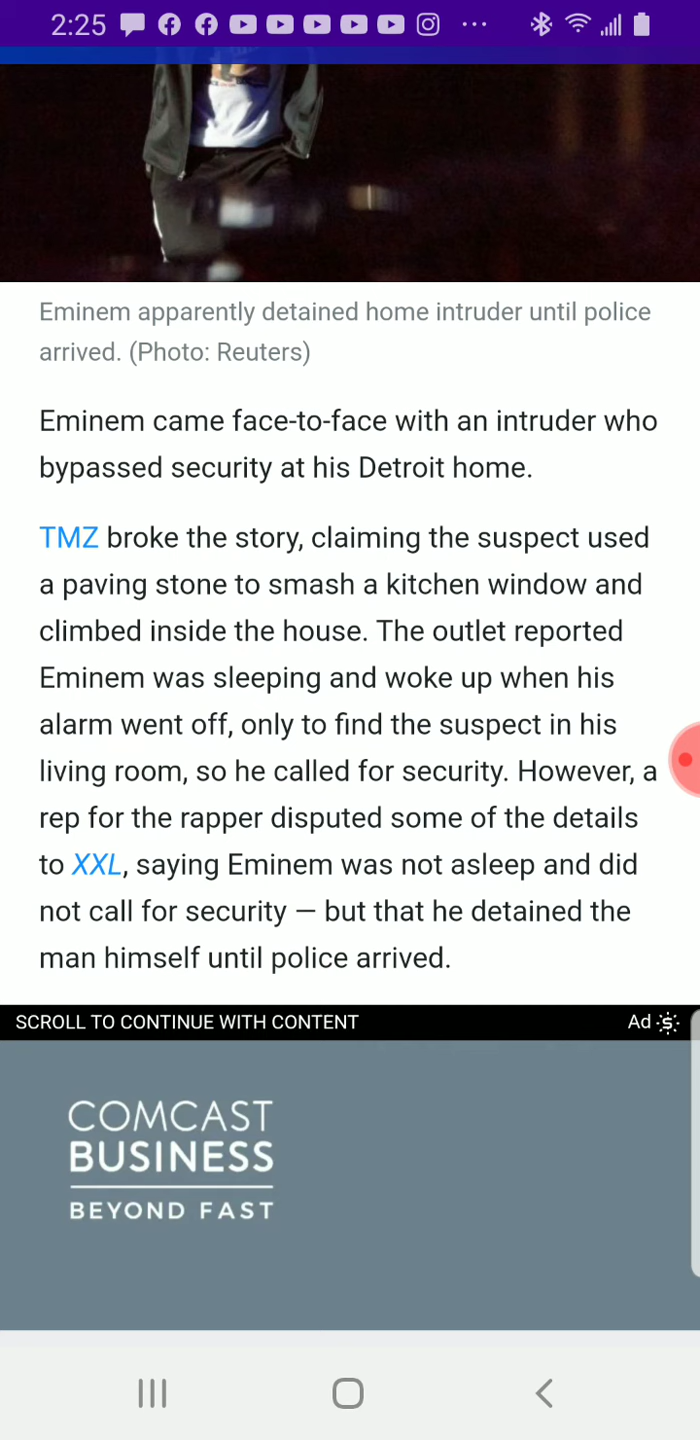 2:25
Eminem apparently detained home intruder until police
arrived. (Photo: Reuters)
Eminem came face-to-face with an intruder who
bypassed security at his Detroit home.
TMZ broke the story, claiming the suspect used
a paving stone to smash a kitchen window and
climbed inside the house. The outlet reported
Eminem was sleeping and woke up when his
alarm went off, only to find the suspect in his
living room, so he called for security. However, a
rep for the rapper disputed some of the details
to XXL, saying Eminem was not asleep and did
not call for security — but that he detained the
man himself until police arrived.
SCROLL TO CONTINUE WITH CONTENT Ad
COMCAST
BUSINESS
BEYOND FAST